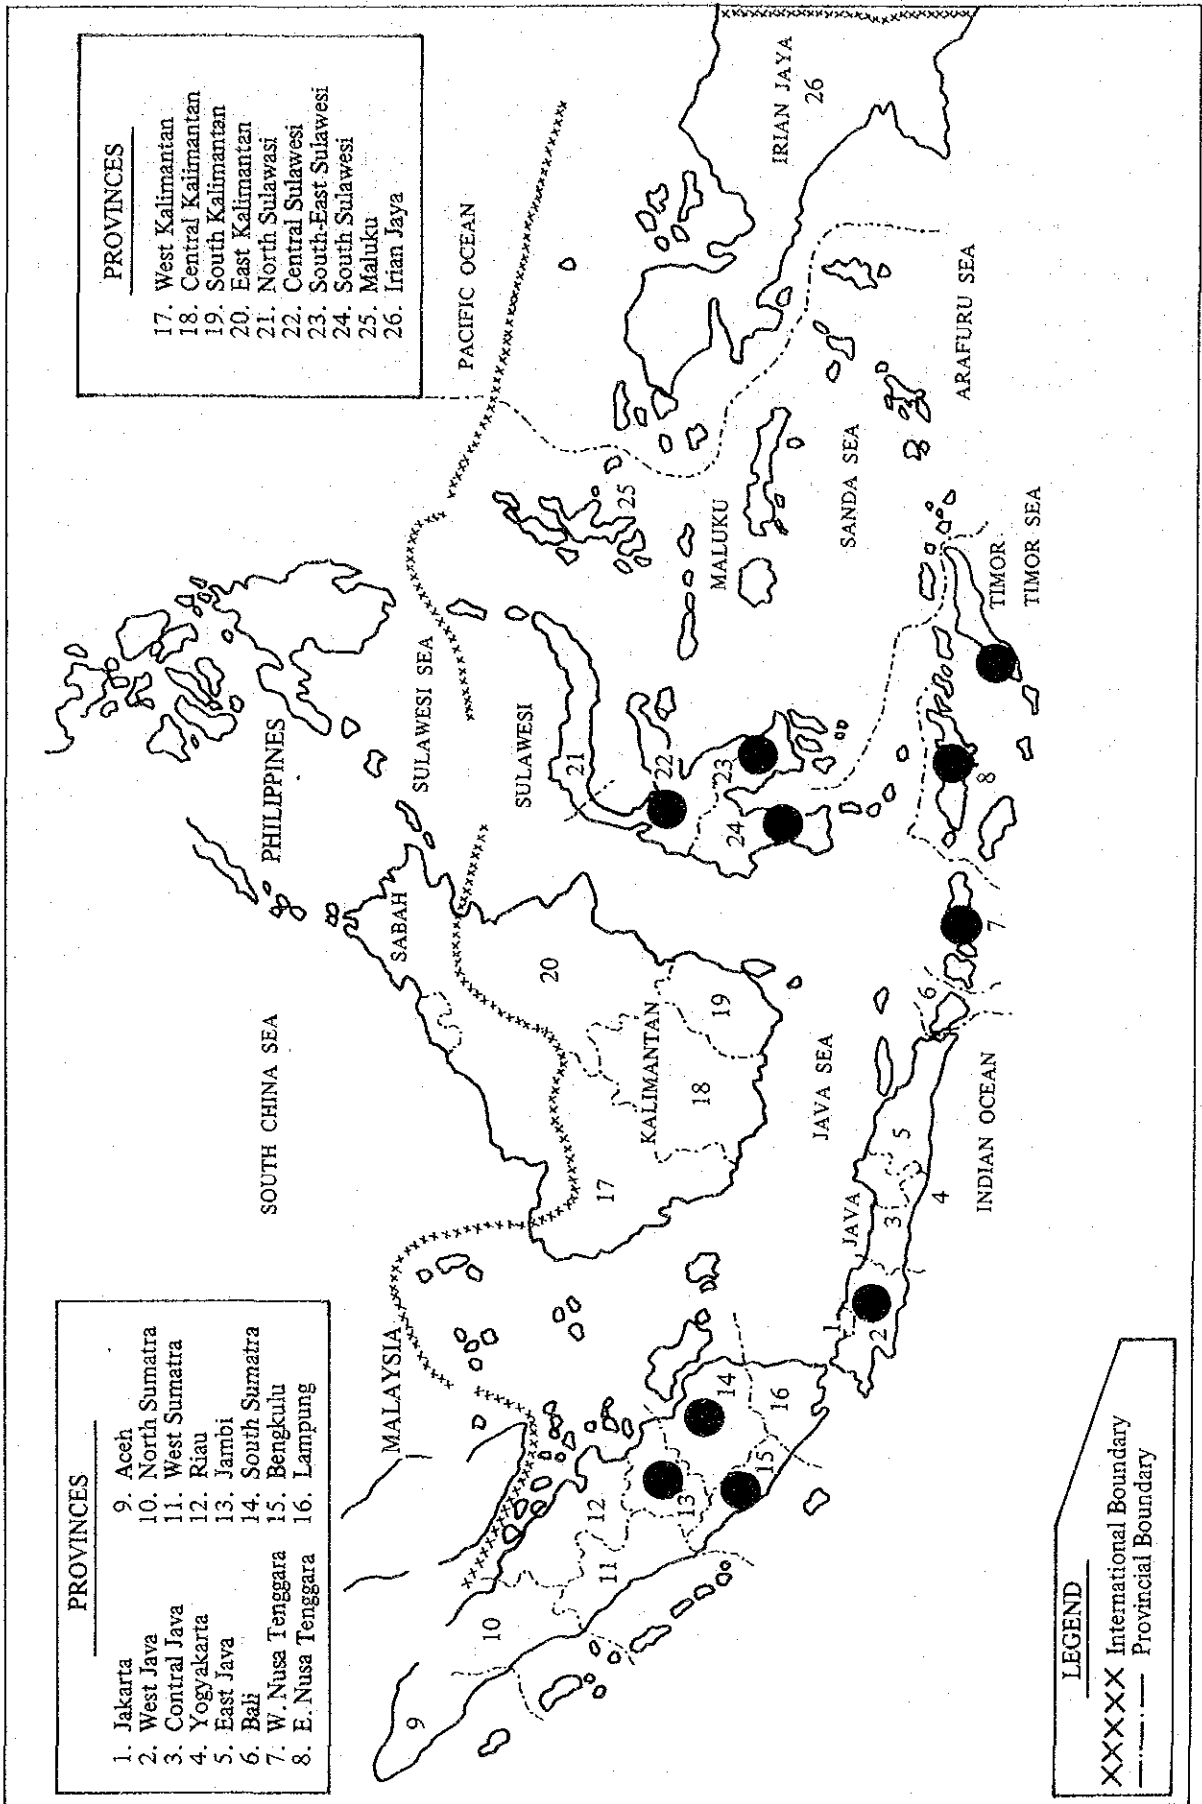 PROVINCES
1. Jakarta
2. West Java
3. Contral Java
4. Yogyakarta
5. East Java
6. Bali
7. W. Nusa Tenggara
8. E. Nusa Tenggara
9. Aceh
10. North Sumatra
11. West Sumatra
12. Riau
13. Jambi
14. South Sumatra
15. Bengkulu
16. Lampung
PROVINCES
17. West Kalimantan
18. Central Kalimantan
19. South Kalimantan
20. East Kalimantan
21. North Sulawasi
22. Central Sulawesi
23. South-East Sulawesi
24. South Sulawesi
25. Maluku
26. Irian Jaya
SOUTH CHINA SEA
PHILIPPINES
PACIFIC OCEAN
MALAYSIA
SABAH
SULAWESI SEA
SULAWESI
KALIMANTAN
MALUKU
IRIAN JAYA
26
9
10
11
12
13
14
15
16
17
18
19
20
21
22
23
24
25
JAVA SEA
SANDA SEA
ARAFURU SEA
JAVA
1
2
3
4
5
6
7
8
INDIAN OCEAN
TIMOR
TIMOR SEA
LEGEND
XXXXX International Boundary
Provincial Boundary